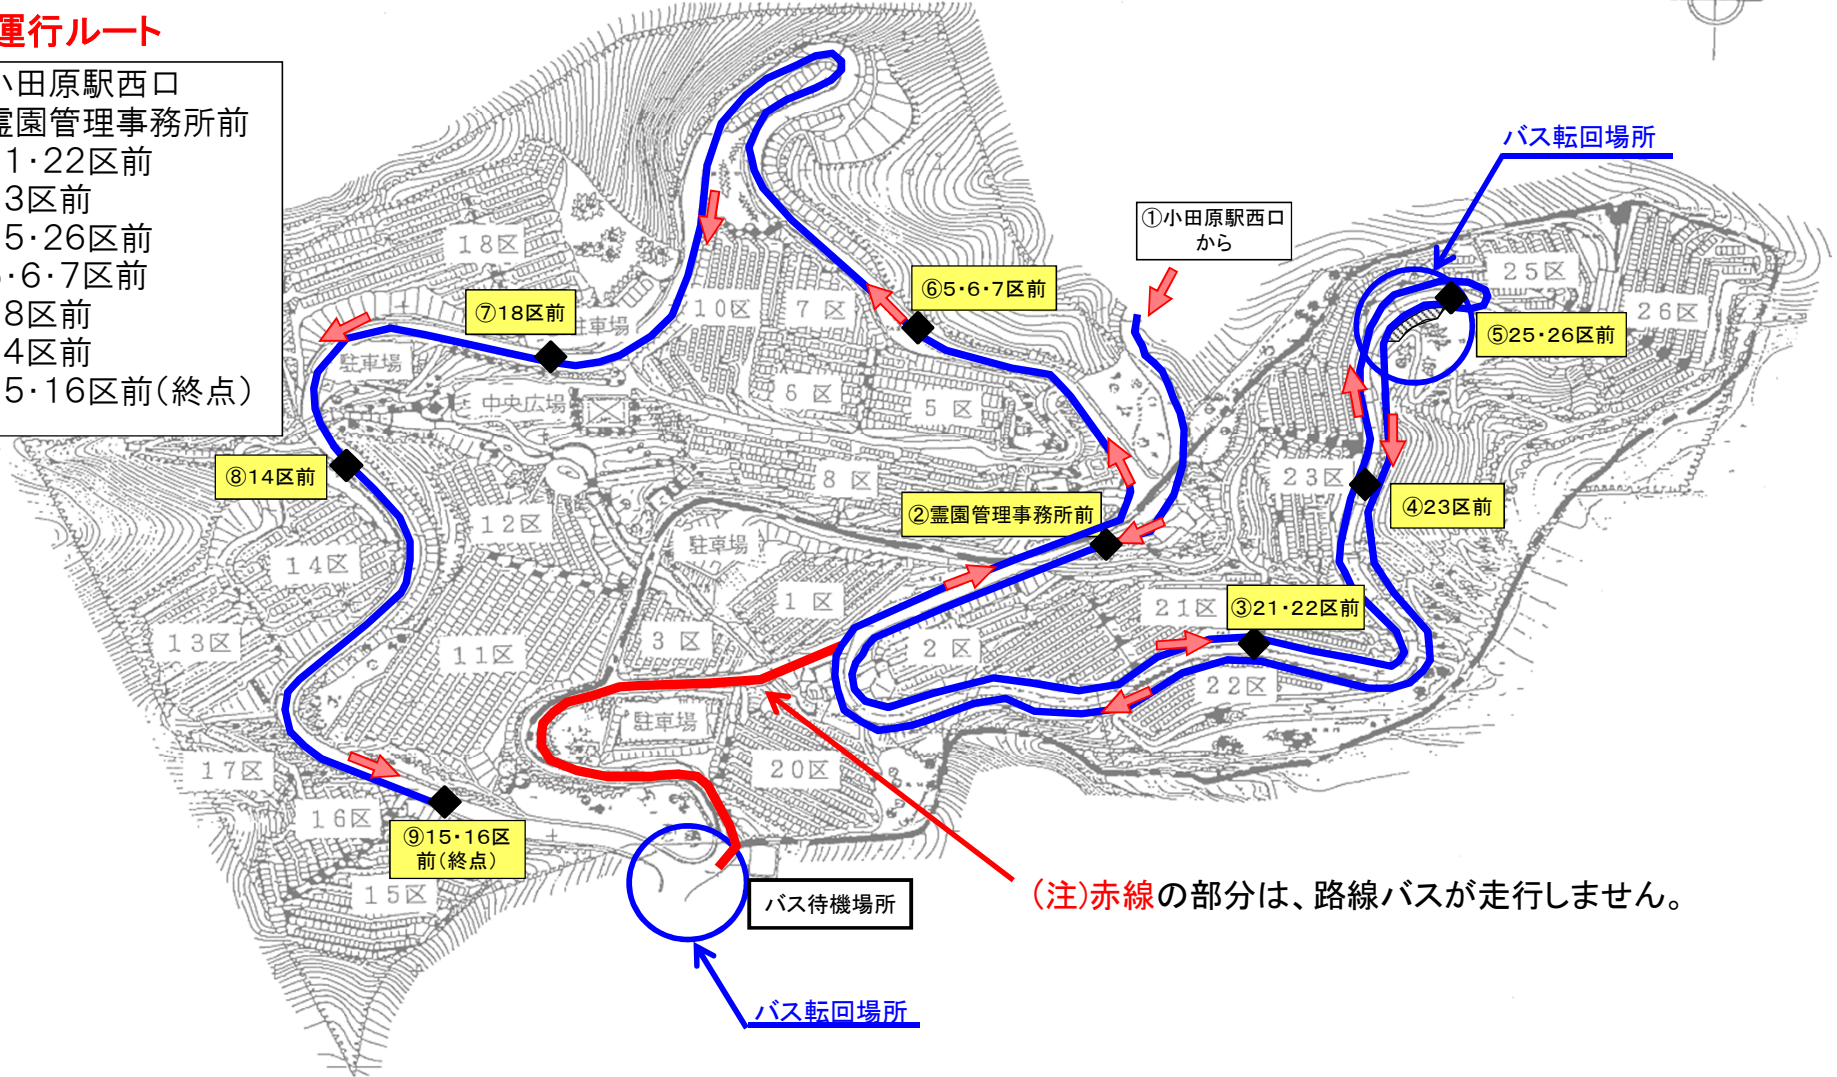 運行ルート
小田原駅西口
霊園管理事務所前
1・22区前
3区前
5・26区前
・6・7区前
8区前
4区前
5・16区前(終点)
バス転回場所
①小田原駅西口
から
18区
25区
⑥5・6・7区前
⑦18区前
10区
7区
26区
⑤25・26区前
車場
駐車場
6区
5区
中央広場
⑧14区前
8区
23区
④23区前
②霊園管理事務所前
12区
駐車場
14区
1区
21区
③21・22区前
13区
11区
3区
2区
22区
駐車場
17区
20区
16区
⑨15・16区
前(終点)
15区
バス待機場所
(注)赤線の部分は、路線バスが走行しません。
バス転回場所